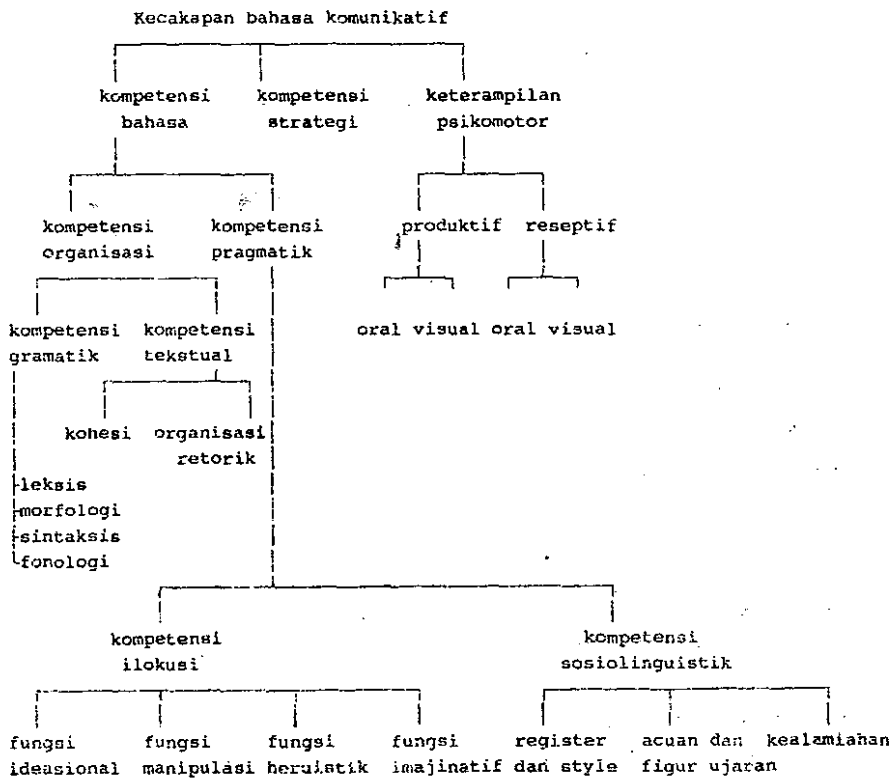 Kecakapan bahasa komunikatif
kompetensi kompetensi keterampilan
bahasa strategi psikomotor
kompetensi kompetensi produktif reseptif
organisasi pragmatik
kompetensi kompetensi oral visual oral visual
gramatik tekstual
kohesi organisasi
retorik
leksis
morfologi
sintaksis
fonologi
kompetensi kompetensi
ilokusi sosiolinguistik
fungsi fungsi fungsi fungsi register acuan dan kealamiahan
ideasional manipulasi heruistik imajinatif dan style figur ujaran